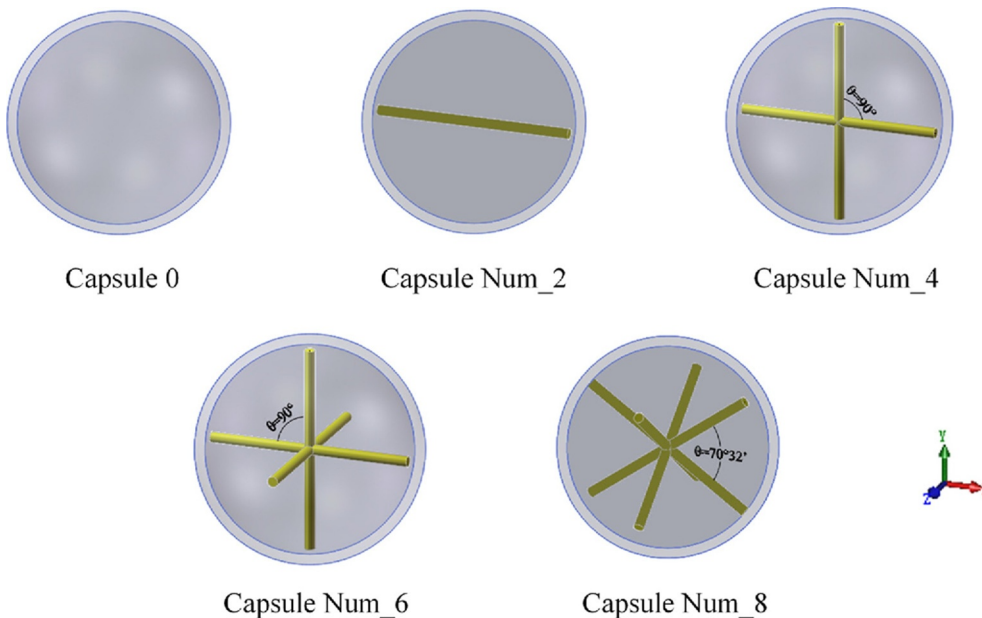 θ=90°
Capsule 0
Capsule Num_2
Capsule Num_4
θ=90°
θ=70°32'
Y
Z
Capsule Num_6
Capsule Num_8